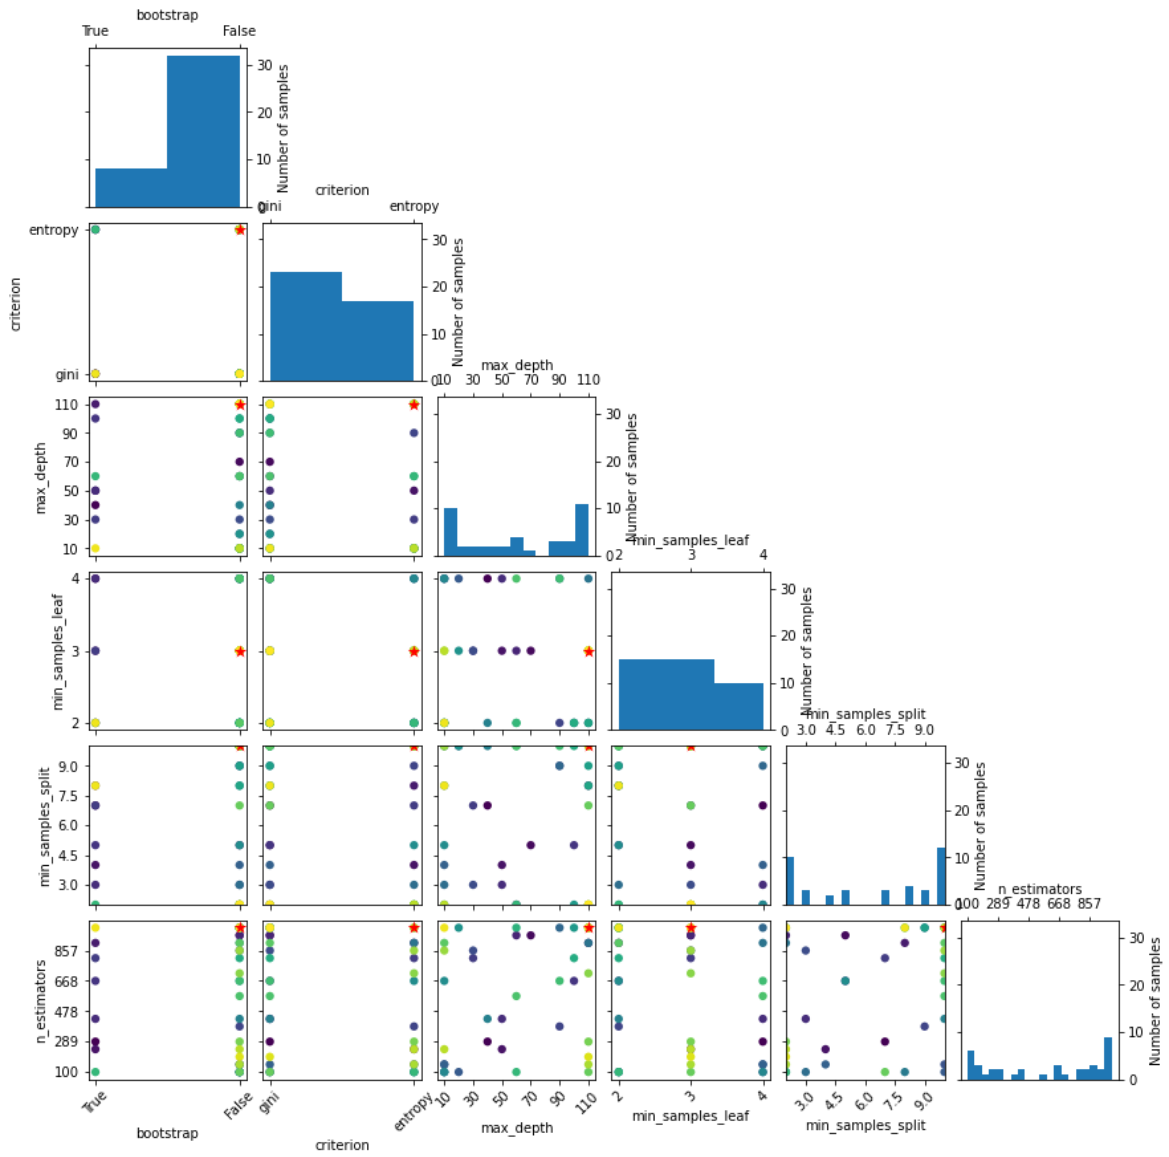 bootstrap
True False
30
20
10
0
Number of samples
criterion
gini entropy
entropy
gini
criterion
30
20
10
0
Number of samples
max_depth
10 30 50 70 90 110
110
90
70
50
30
10
max_depth
30
20
10
0
Number of samples
min_samples_leaf
2 3 4
4
3
2
min_samples_leaf
30
20
10
0
Number of samples
min_samples_split
3.0 4.5 6.0 7.5 9.0
9.0
7.5
6.0
4.5
3.0
min_samples_split
30
20
10
0
Number of samples
n_estimators
100 289 478 668 857
857
668
478
289
100
n_estimators
30
20
10
0
Number of samples
True False
bootstrap
gini entropy
criterion
10 30 50 70 90 110
max_depth
2 3 4
min_samples_leaf
3.0 4.5 6.0 7.5 9.0
min_samples_split